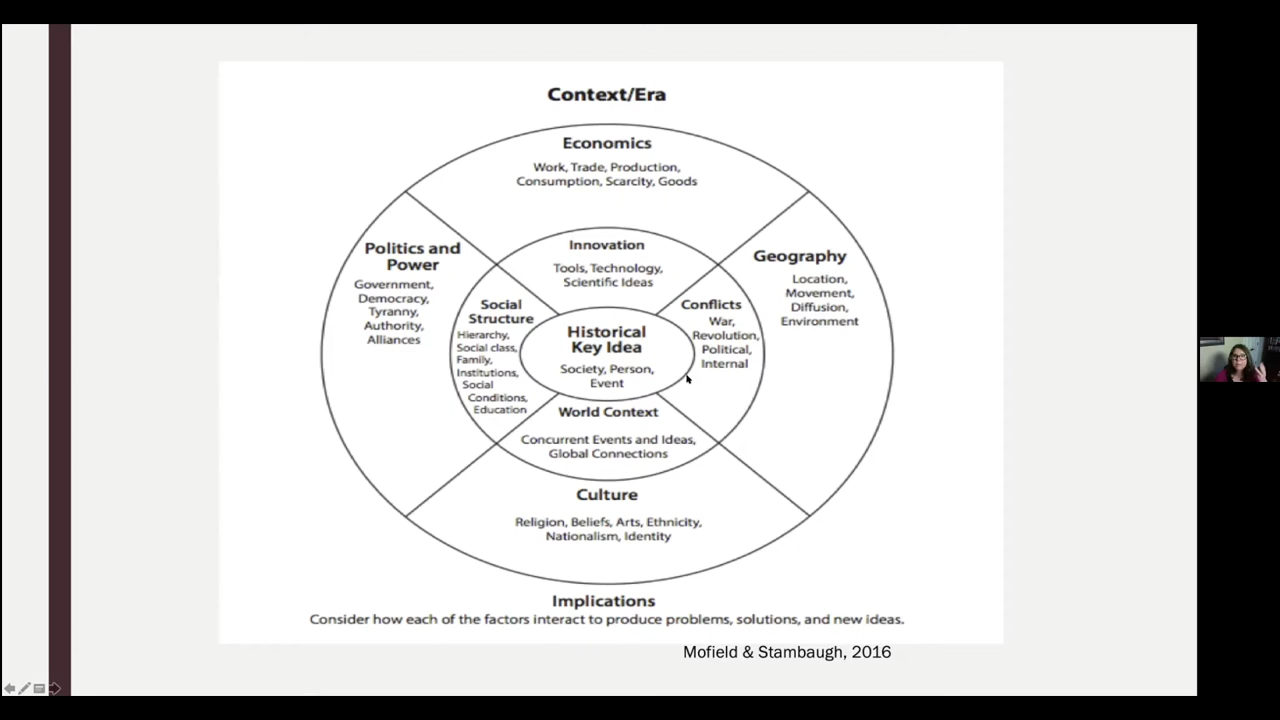 Context/Era
Economics
Work, Trade, Production,
Consumption, Scarcity, Goods
Politics and
Power
Government,
Democracy,
Tyranny,
Authority,
Alliances
Innovation
Tools, Technology,
Scientific Ideas
Geography
Location,
Movement,
Diffusion,
Environment
Social
Structure
Hierarchy,
Social class,
Family,
Institutions,
Social
Conditions,
Education
Historical
Key Idea
Society, Person,
Event
Conflicts
War,
Revolution,
Political,
Internal
World Context
Concurrent Events and Ideas,
Global Connections
Culture
Religion, Beliefs, Arts, Ethnicity,
Nationalism, Identity
Implications
Consider how each of the factors interact to produce problems, solutions, and new ideas.
Mofield & Stambaugh, 2016